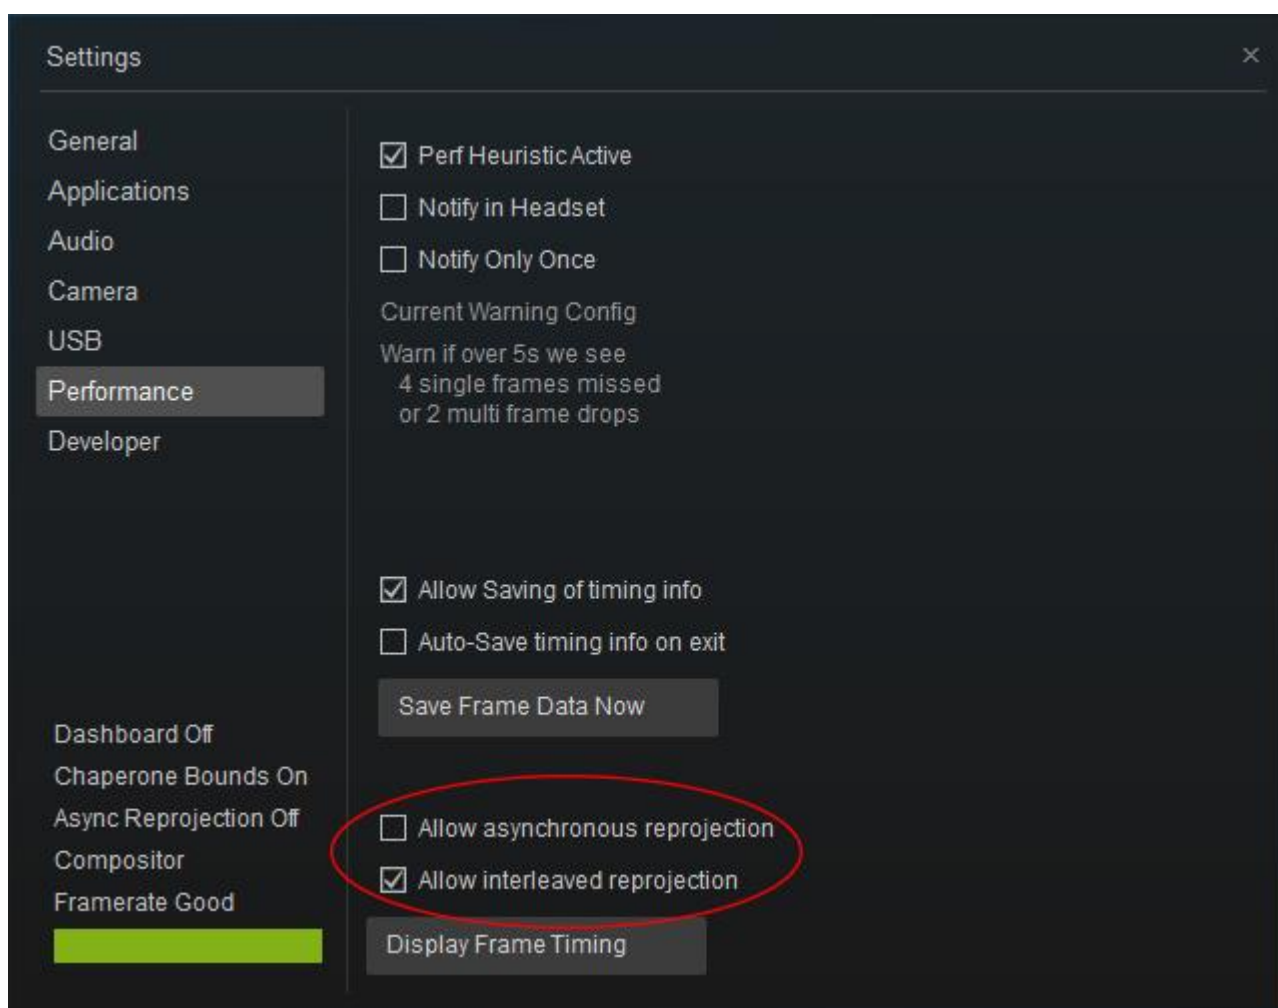 Settings
General
Applications
Audio
Camera
USB
Performance
Developer
Dashboard Off
Chaperone Bounds On
Async Reprojection Off
Compositor
Framerate Good
Perf Heuristic Active
Notify in Headset
Notify Only Once
Current Warning Config
Warn if over 5s we see
4 single frames missed
or 2 multi frame drops
Allow Saving of timing info
Auto-Save timing info on exit
Save Frame Data Now
Allow asynchronous reprojection
Allow interleaved reprojection
Display Frame Timing